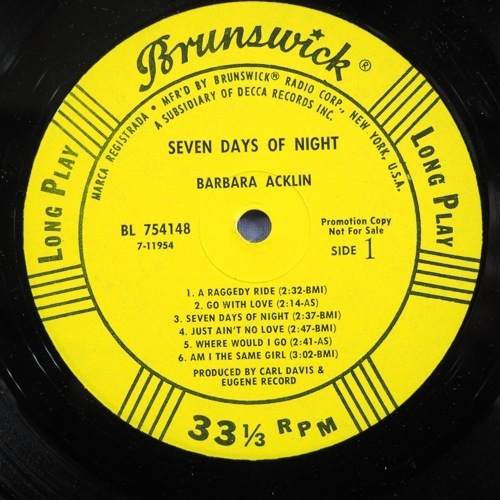 Brunswick ®
MARCA REGISTRADA • MFR'D BY BRUNSWICK® RADIO CORP., NEW YORK, U.S.A.
A SUBSIDIARY OF DECCA RECORDS INC.
LONG PLAY
LONG PLAY
SEVEN DAYS OF NIGHT
BARBARA ACKLIN
BL 754148
7-11954
Promotion Copy
Not For Sale
SIDE 1
1. A RAGGEDY RIDE (2:32-BMI)
2. GO WITH LOVE (2:14-AS)
3. SEVEN DAYS OF NIGHT (2:37-BMI)
4. JUST AIN'T NO LOVE (2:47-BMI)
5. WHERE WOULD I GO (2:41-AS)
6. AM I THE SAME GIRL (3:02-BMI)
PRODUCED BY CARL DAVIS &
EUGENE RECORD
33 1/3 RPM